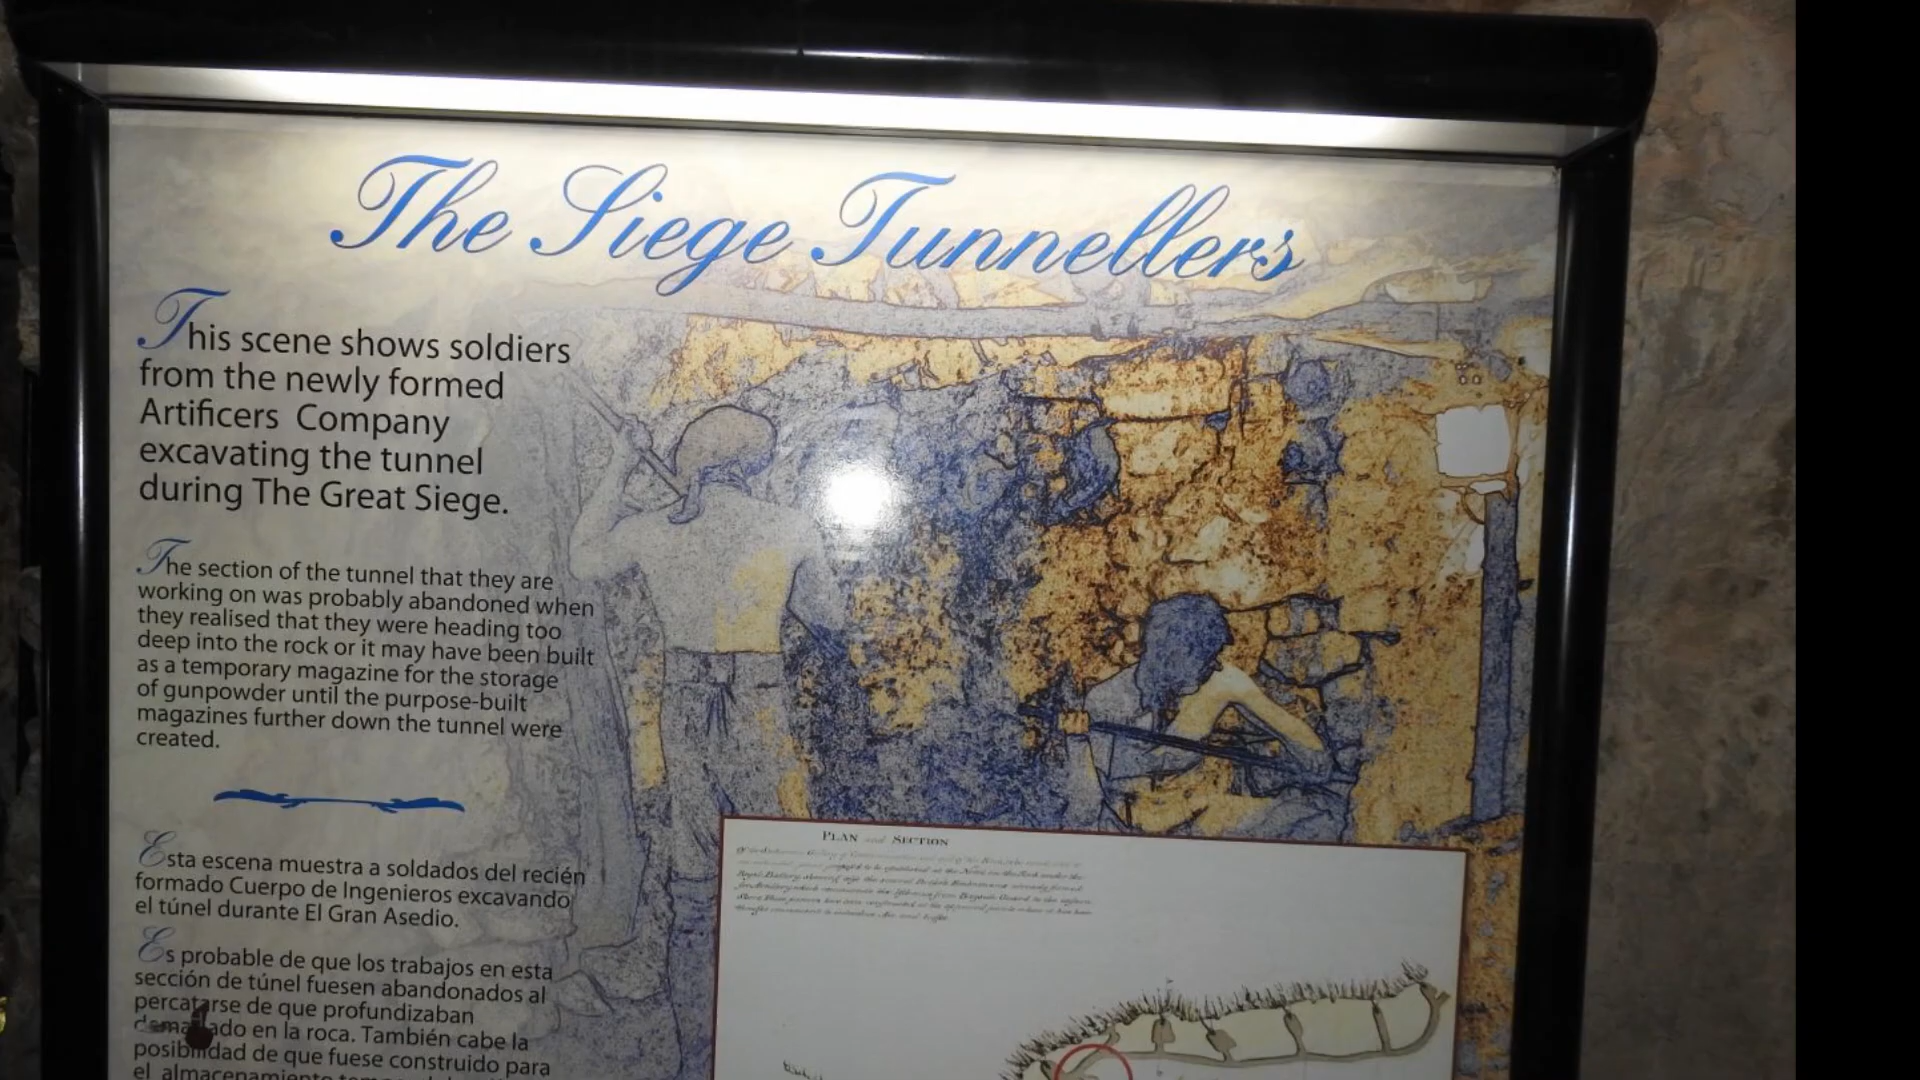 The Siege Tunnellers
This scene shows soldiers
from the newly formed
Artificers Company
excavating the tunnel
during The Great Siege.
The section of the tunnel that they are
working on was probably abandoned when
they realised that they were heading too
deep into the rock or it may have been built
as a temporary magazine for the storage
of gunpowder until the purpose-built
magazines further down the tunnel were
created.
Esta escena muestra a soldados del recién
formado Cuerpo de Ingenieros excavando
el túnel durante El Gran Asedio.
Es probable de que los trabajos en esta
sección de túnel fuesen abandonados al
percatarse de que profundizaban
en la roca. También cabe la
posibilidad de que fuese construido para
el almacenamiento
PLAN and SECTION